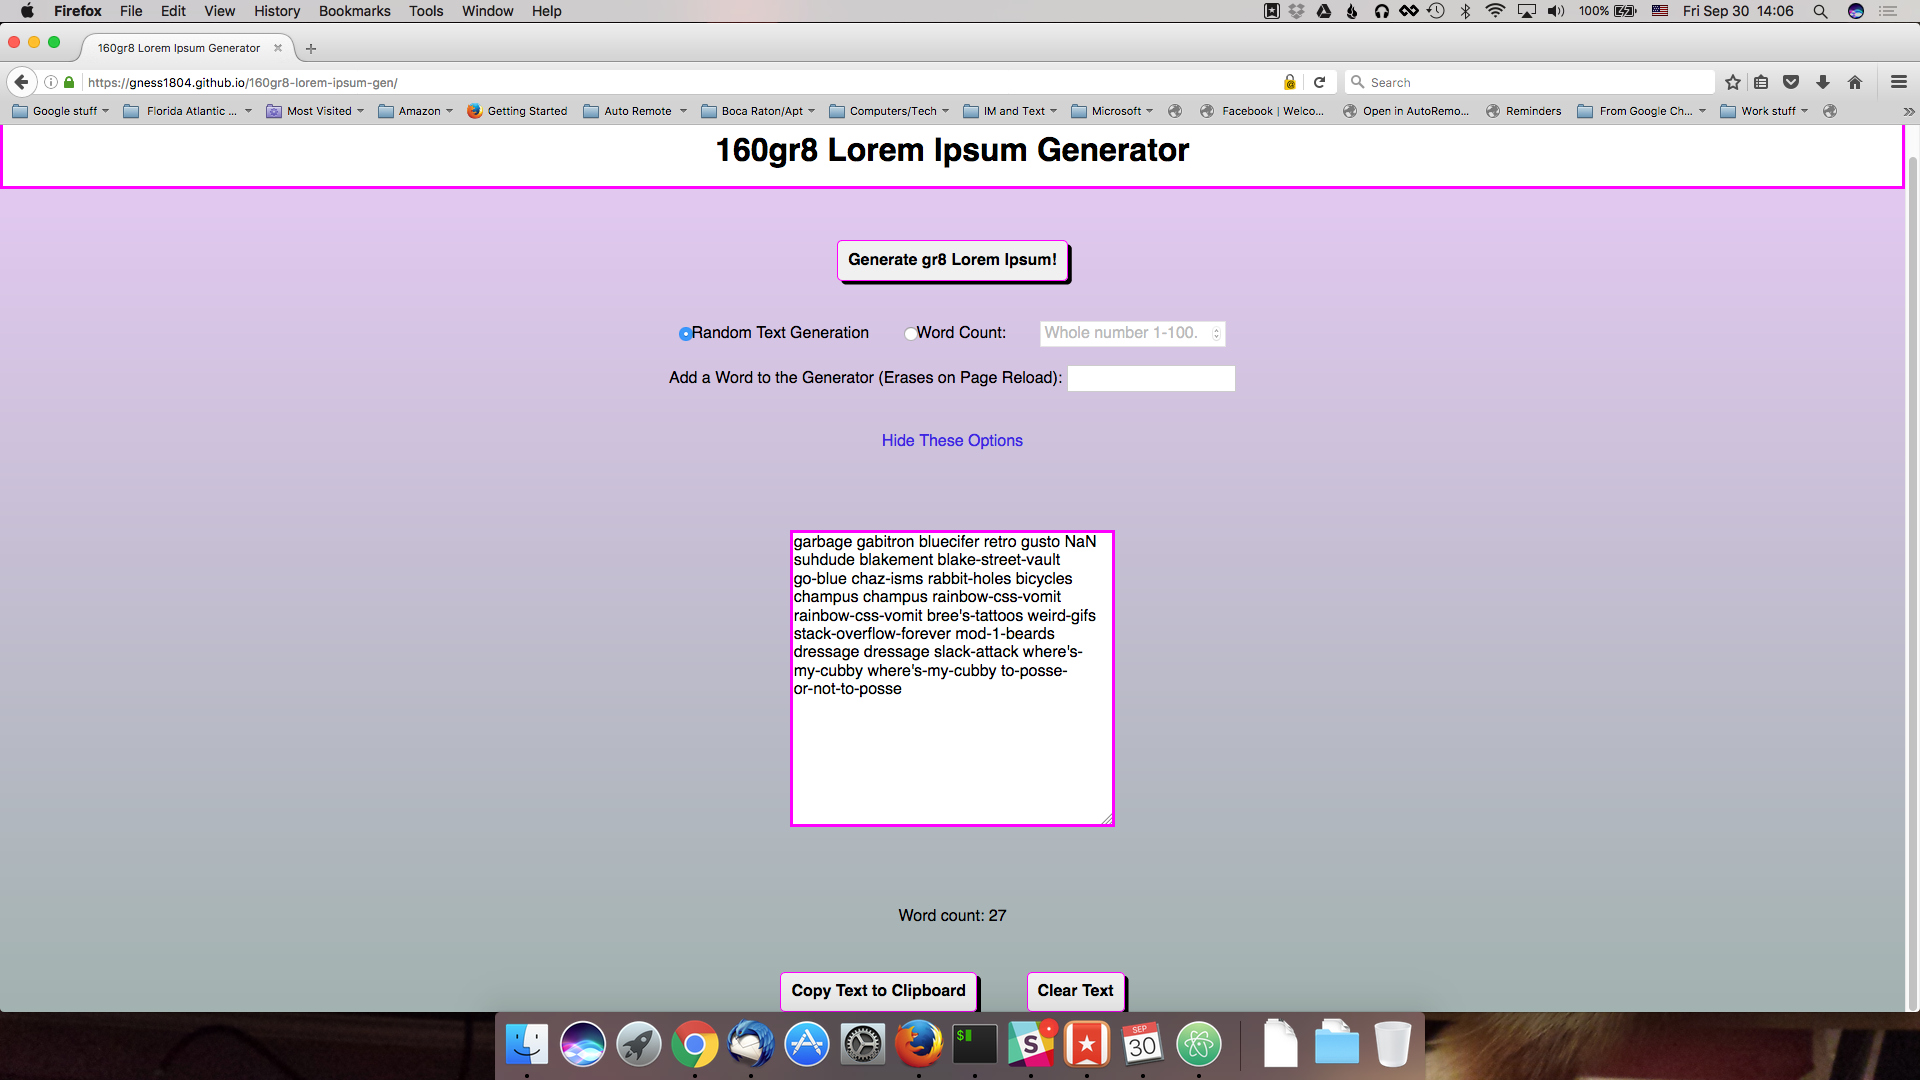 Firefox File Edit View History Bookmarks Tools Window Help 100% Fri Sep 30 14:06
160gr8 Lorem Ipsum Generator
https://gness1804.github.io/160gr8-lorem-ipsum-gen/ Search
Google stuff Florida Atlantic ... Most Visited Amazon Getting Started Auto Remote Boca Raton/Apt Computers/Tech IM and Text Microsoft Facebook | Welco... Open in AutoRemo... Reminders From Google Ch... Work stuff
160gr8 Lorem Ipsum Generator
Generate gr8 Lorem Ipsum!
Random Text Generation Word Count: Whole number 1-100.
Add a Word to the Generator (Erases on Page Reload):
Hide These Options
garbage gabitron bluecifer retro gusto NaN
suhdude blakement blake-street-vault
go-blue chaz-isms rabbit-holes bicycles
champus champus rainbow-css-vomit
rainbow-css-vomit bree's-tattoos weird-gifs
stack-overflow-forever mod-1-beards
dressage dressage slack-attack where's-
my-cubby where's-my-cubby to-posse-
or-not-to-posse
Word count: 27
Copy Text to Clipboard Clear Text
$ S SEP
30